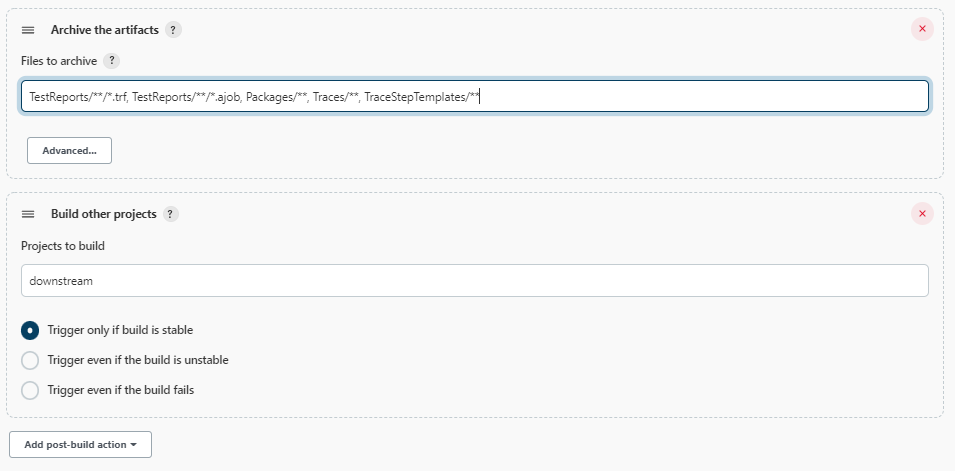 Archive the artifacts ?
Files to archive ?
TestReports/**/*.trf, TestReports/**/*.ajob, Packages/**, Traces/**, TraceStepTemplates/**
Advanced...
Build other projects ?
Projects to build
downstream
Trigger only if build is stable
Trigger even if the build is unstable
Trigger even if the build fails
Add post-build action